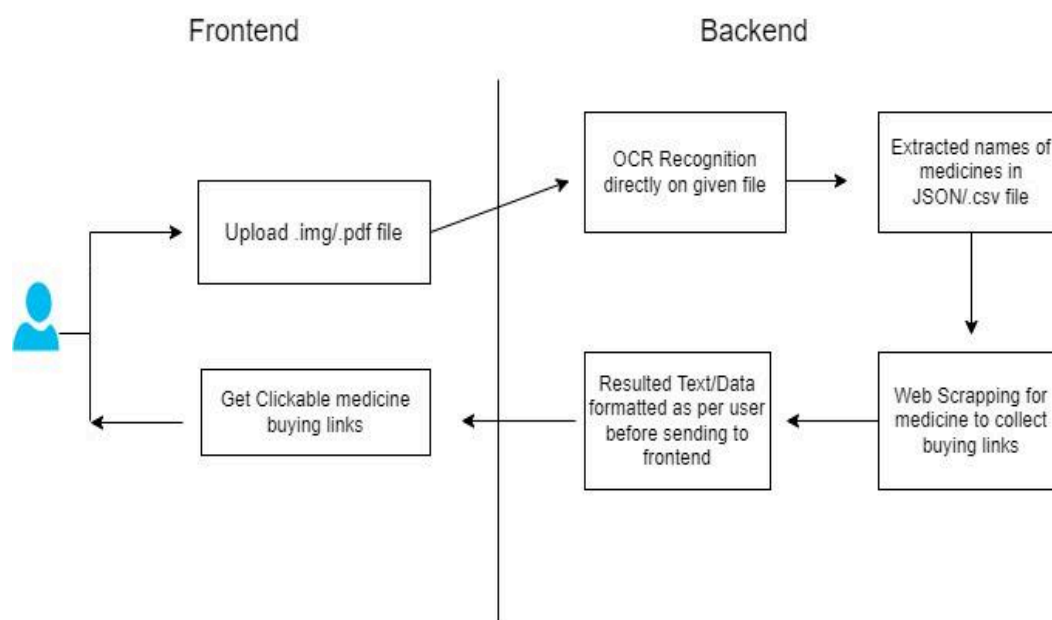 Frontend
Backend
Upload .img/.pdf file
OCR Recognition
directly on given file
Extracted names of
medicines in
JSON/.csv file
Web Scrapping for
medicine to collect
buying links
Resulted Text/Data
formatted as per user
before sending to
frontend
Get Clickable medicine
buying links